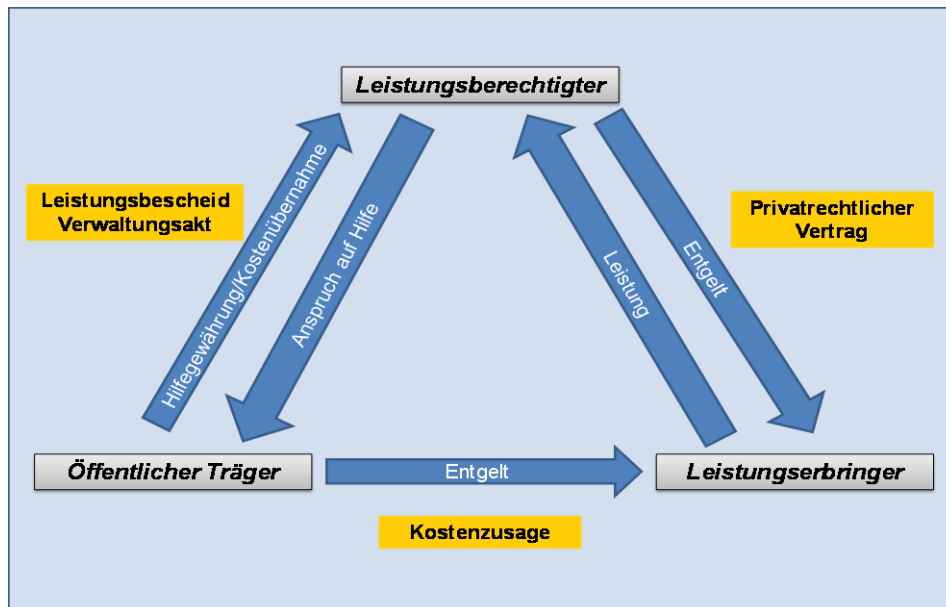 Leistungsberechtigter
Leistungsbescheid
Verwaltungsakt
Hilfegewährung/Kostenübernahme
Anspruch auf Hilfe
Leistung
Entgelt
Privatrechtlicher
Vertrag
Öffentlicher Träger
Entgelt
Leistungserbringer
Kostenzusage